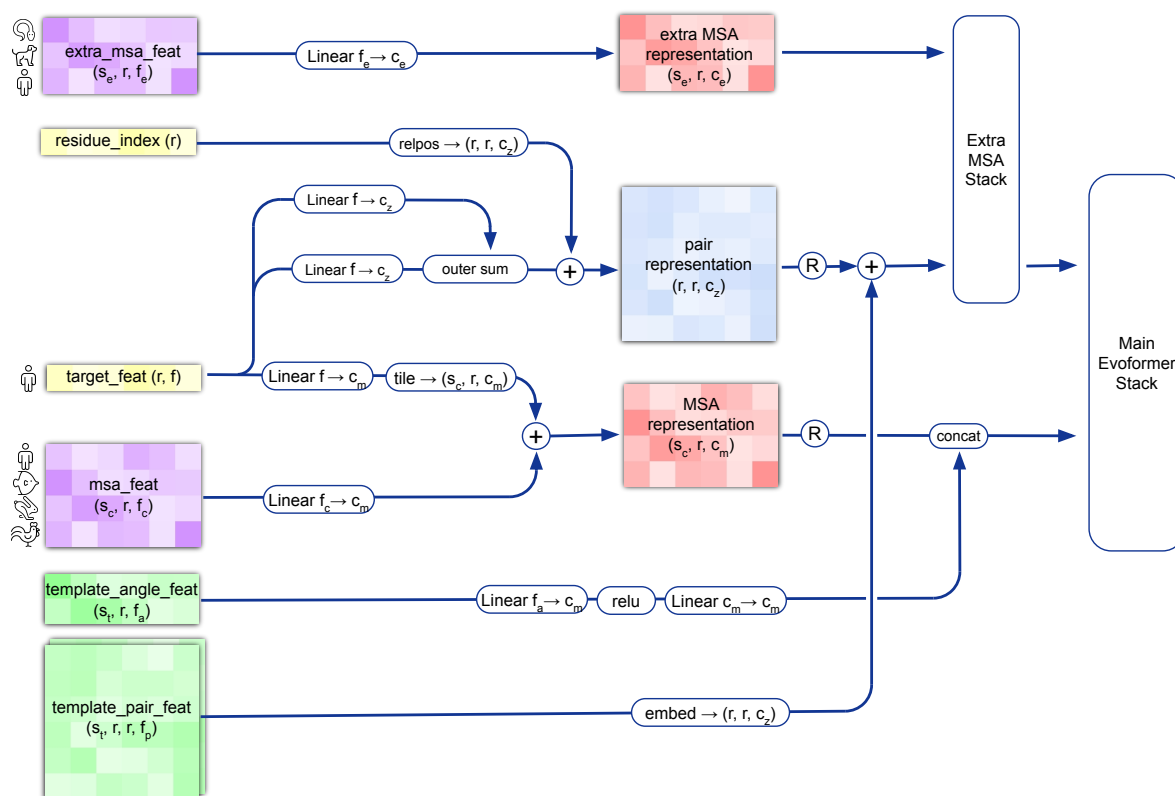 extra_msa_feat
(s_e, r, f_e)
Linear f_e → c_e
extra MSA
representation
(s_e, r, c_e)
Extra
MSA
Stack
residue_index (r)
relpos → (r, r, c_z)
Linear f → c_z
Linear f → c_z
outer sum
+
pair
representation
(r, r, c_z)
R
+
Main
Evoformer
Stack
target_feat (r, f)
Linear f → c_m
tile → (s_c, r, c_m)
+
MSA
representation
(s_c, r, c_m)
R
concat
msa_feat
(s_c, r, f_c)
Linear f_c → c_m
template_angle_feat
(s_t, r, f_a)
Linear f_a → c_m
relu
Linear c_m → c_m
template_pair_feat
(s_t, r, r, f_p)
embed → (r, r, c_z)